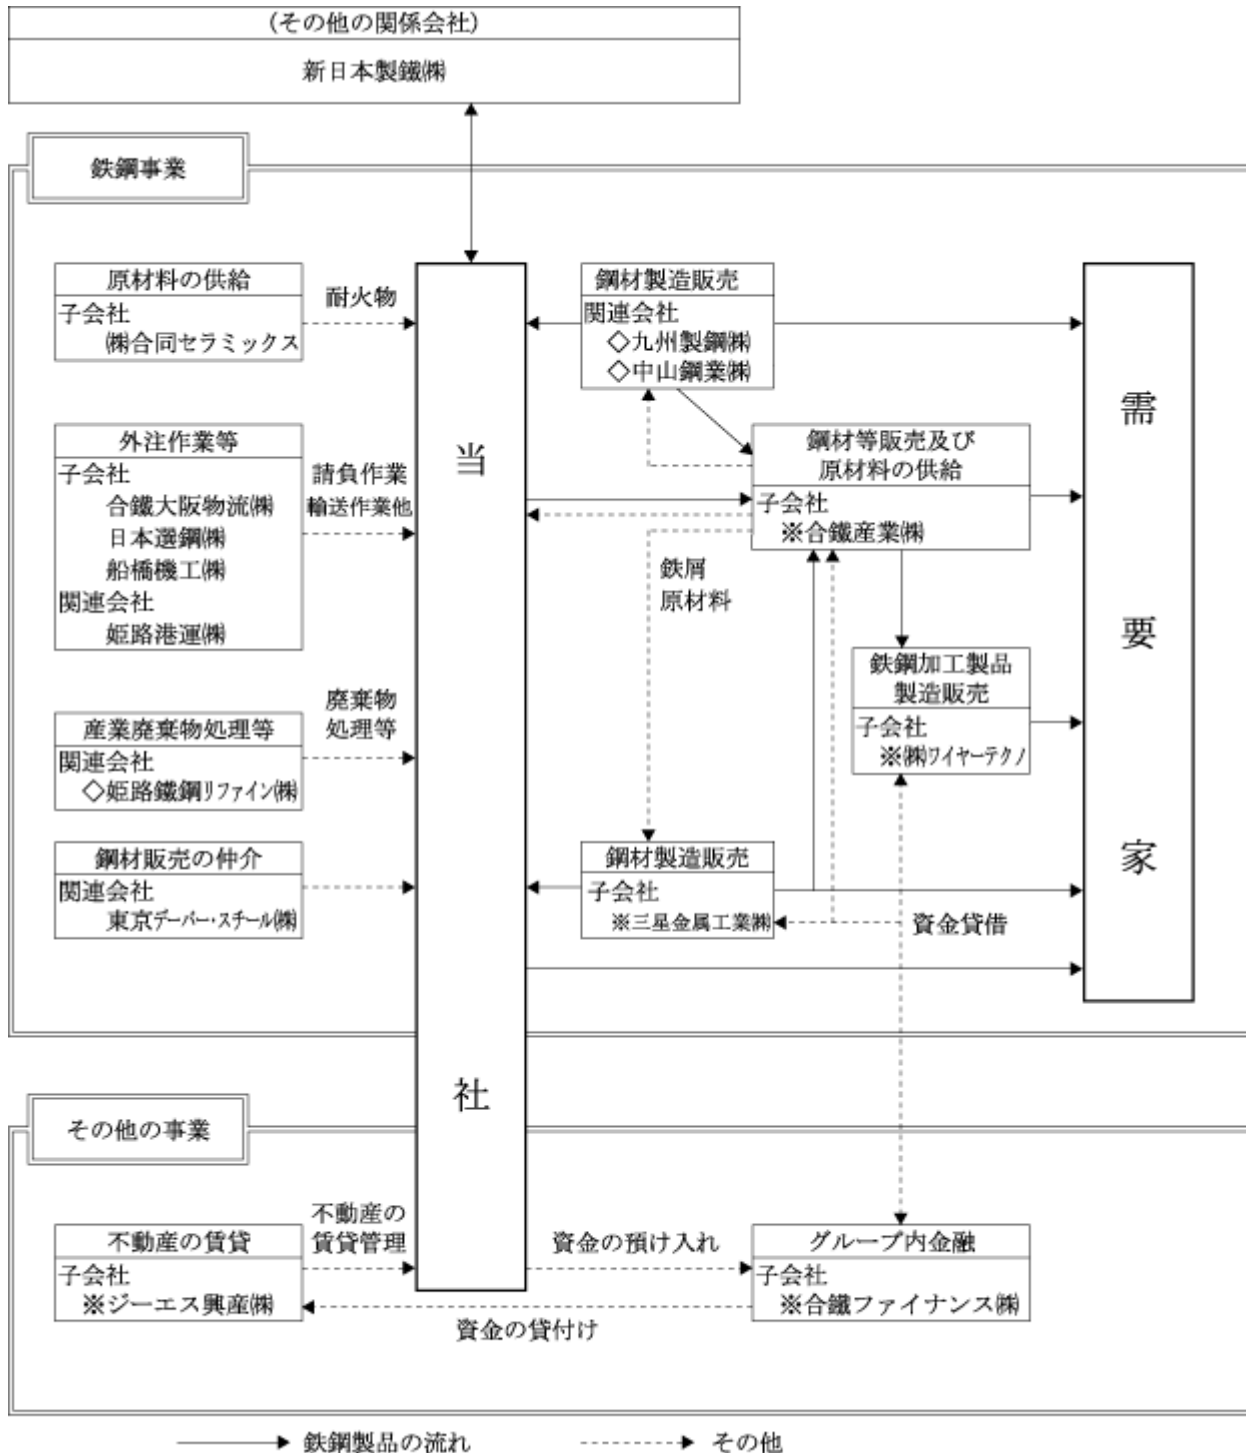 (その他の関係会社)
新日本製鐵㈱
鉄鋼事業
原材料の供給
子会社
㈱合同セラミックス
耐火物
外注作業等
子会社
合鐵大阪物流㈱
日本選鋼㈱
船橋機工㈱
関連会社
姫路港運㈱
請負作業
輸送作業他
産業廃棄物処理等
関連会社
◇姫路鐵鋼リファイン㈱
廃棄物
処理等
鋼材販売の仲介
関連会社
東京デーバー・スチール㈱
当
社
鋼材製造販売
関連会社
◇九州製鋼㈱
◇中山鋼業㈱
鋼材等販売及び
原材料の供給
子会社
※合鐵産業㈱
鉄屑
原材料
鉄鋼加工製品
製造販売
子会社
※㈱ワイヤーテクノ
鋼材製造販売
子会社
※三星金属工業㈱
資金貸借
需
要
家
その他の事業
不動産の賃貸
子会社
※ジーエス興産㈱
不動産の
賃貸管理
資金の預け入れ
資金の貸付け
グループ内金融
子会社
※合鐵ファイナンス㈱
鉄鋼製品の流れ
その他